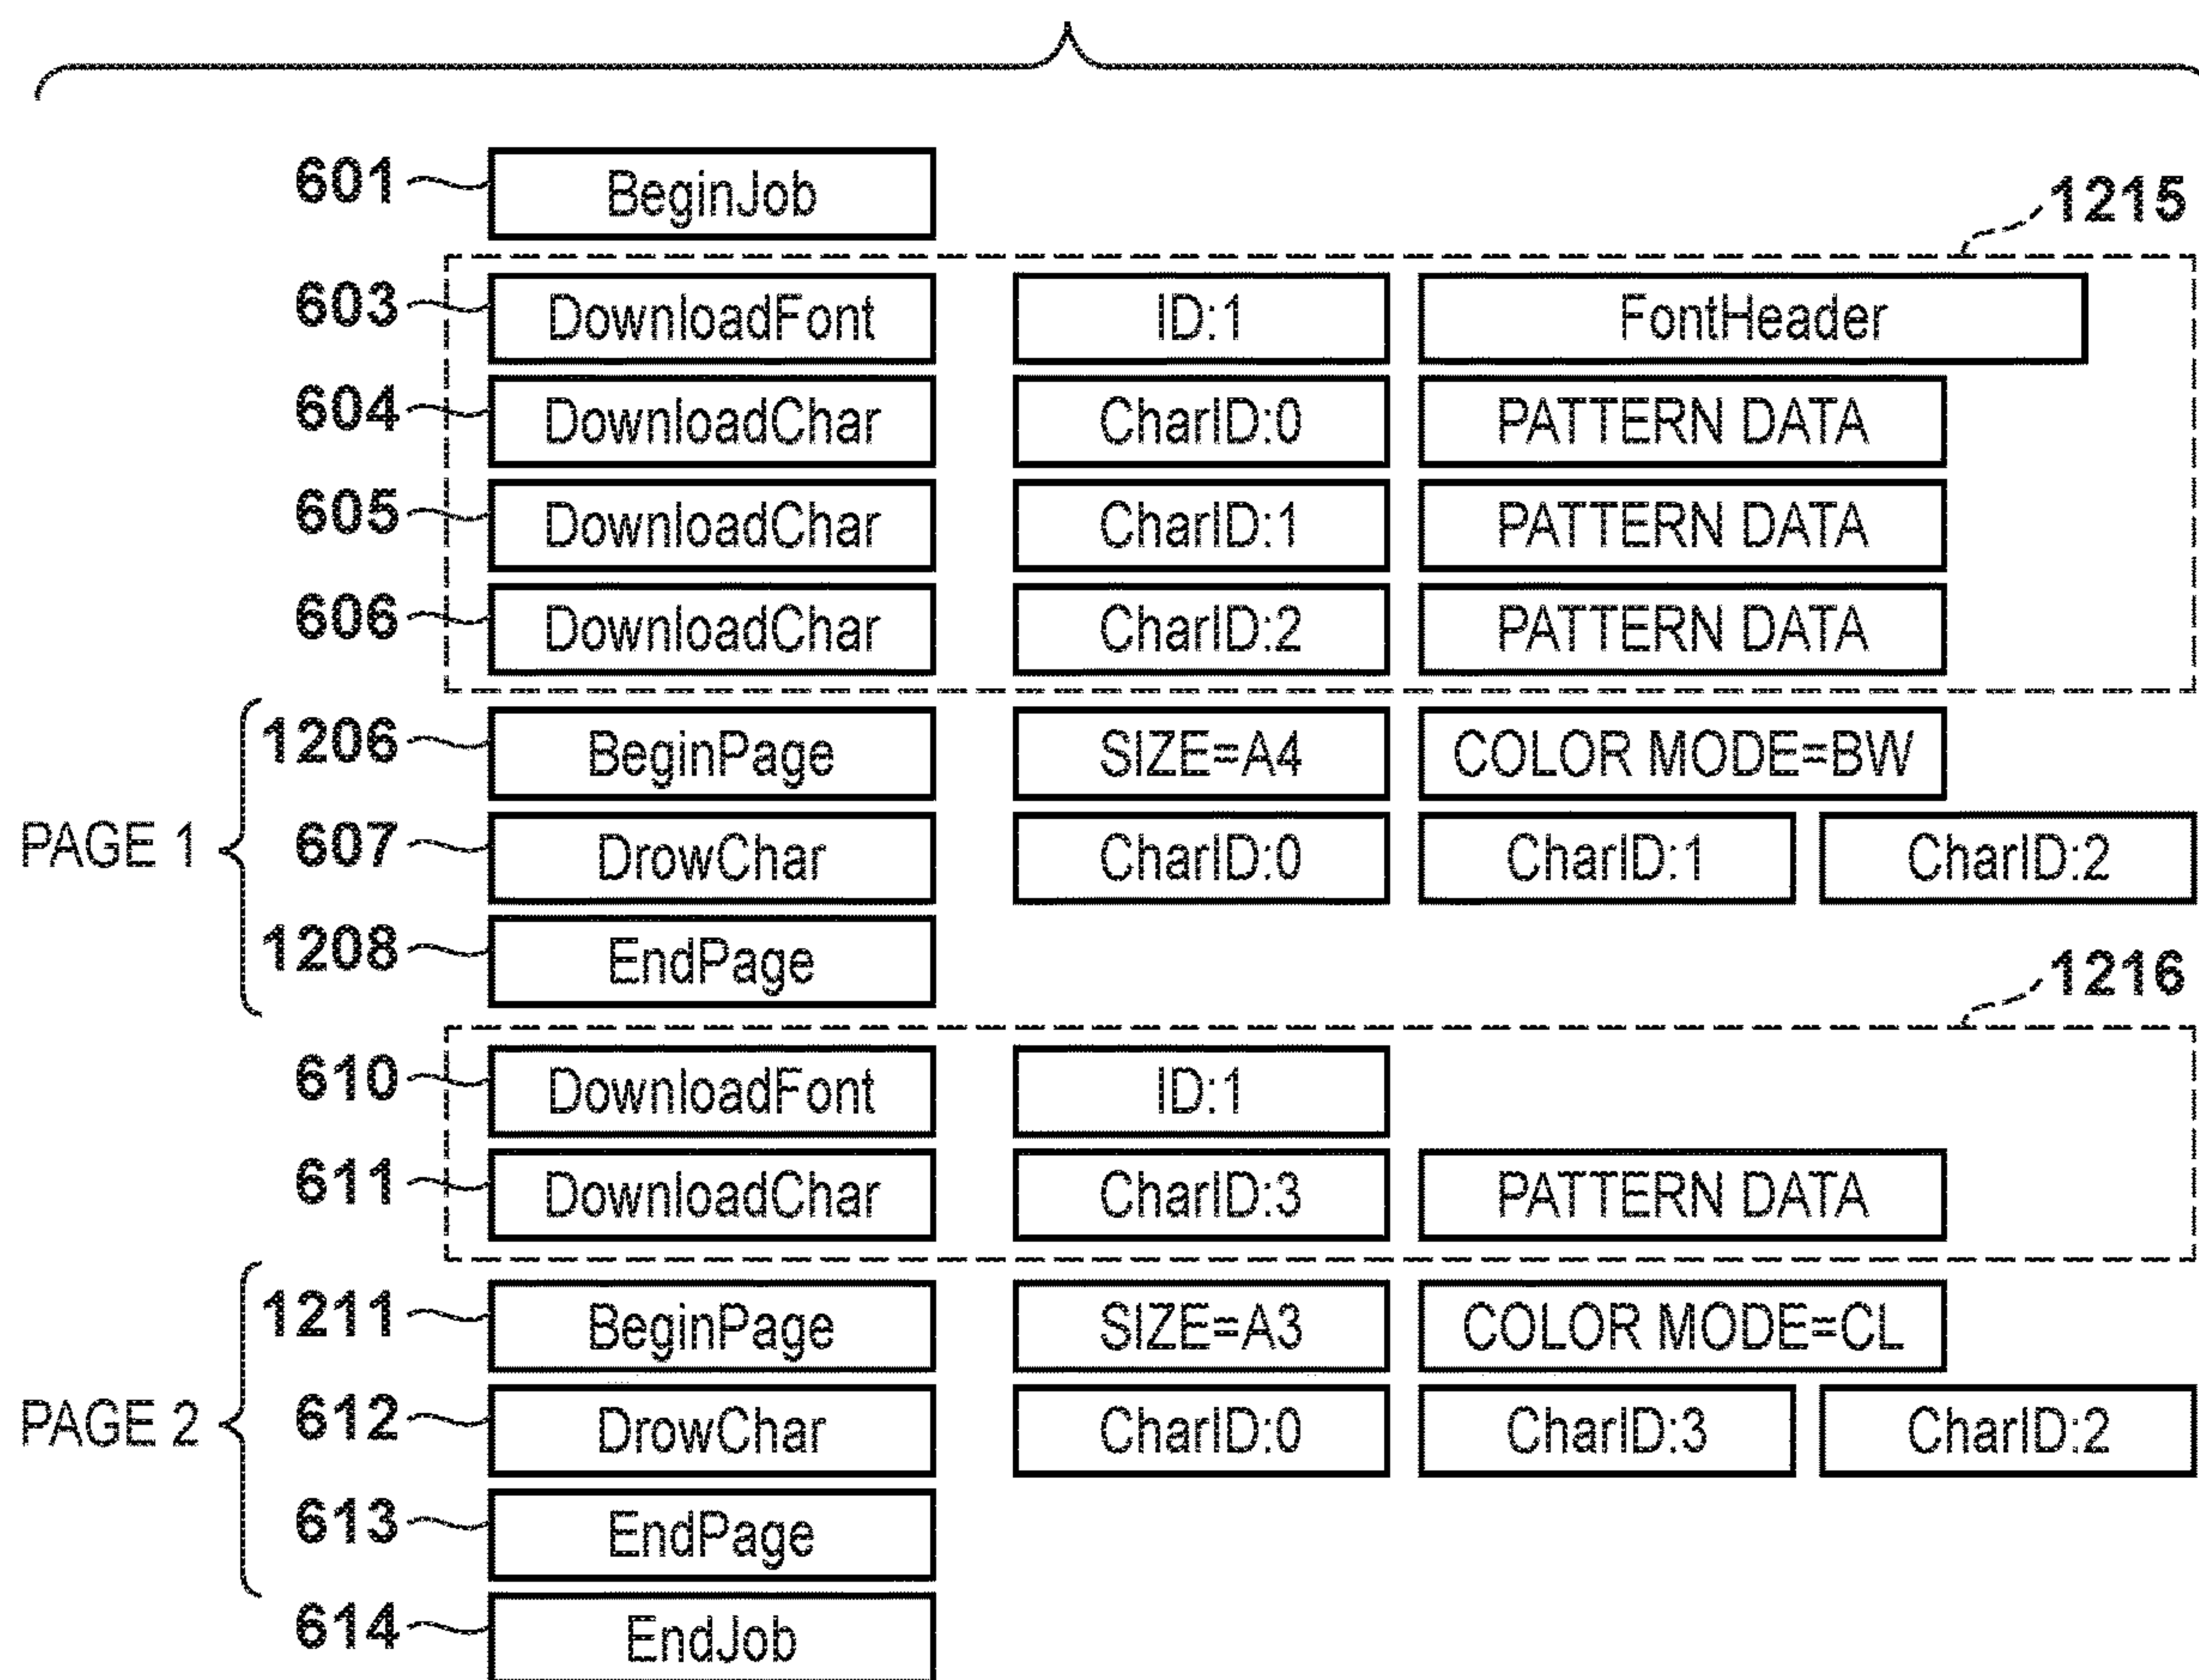 601 BeginJob
1215
603 DownloadFont ID:1 FontHeader
604 DownloadChar CharID:0 PATTERN DATA
605 DownloadChar CharID:1 PATTERN DATA
606 DownloadChar CharID:2 PATTERN DATA
1206 BeginPage SIZE=A4 COLOR MODE=BW
PAGE 1 607 DrowChar CharID:0 CharID:1 CharID:2
1208 EndPage
1216
610 DownloadFont ID:1
611 DownloadChar CharID:3 PATTERN DATA
1211 BeginPage SIZE=A3 COLOR MODE=CL
PAGE 2 612 DrowChar CharID:0 CharID:3 CharID:2
613 EndPage
614 EndJob